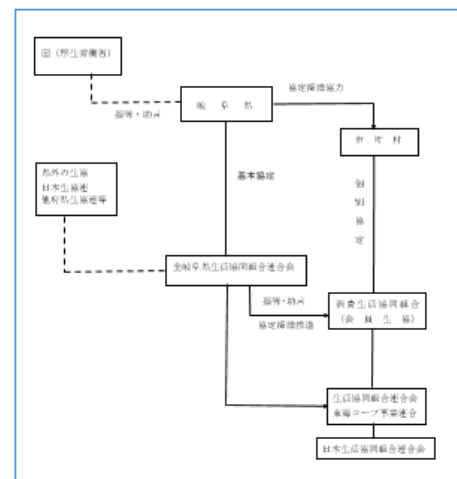 国（厚生労働省）
岐　阜　県
協定締結協力
指導・助言
市　町　村
県外の生協
日本生協連
他府県生協連等
基本協定
個別協定
全岐阜県生活協同組合連合会
指導・助言
協定締結推進
消費生活協同組合
（会　員　生　協）
生活協同組合連合会
東海コープ事業連合
日本生活協同組合連合会